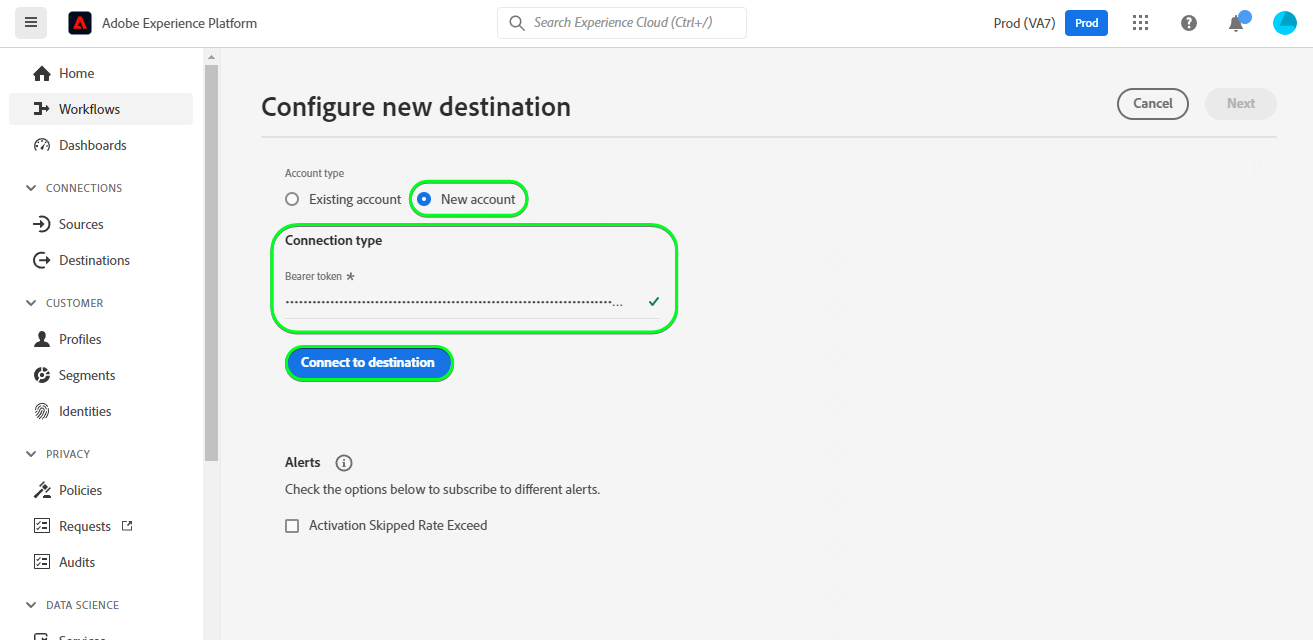 Adobe Experience Platform
Search Experience Cloud (Ctrl+/)
Prod (VA7)
Prod
Home
Workflows
Dashboards
CONNECTIONS
Sources
Destinations
CUSTOMER
Profiles
Segments
Identities
PRIVACY
Policies
Requests
Audits
DATA SCIENCE
Services
Configure new destination
Cancel
Next
Account type
Existing account
New account
Connection type
Bearer token *
Connect to destination
Alerts
Check the options below to subscribe to different alerts.
Activation Skipped Rate Exceed